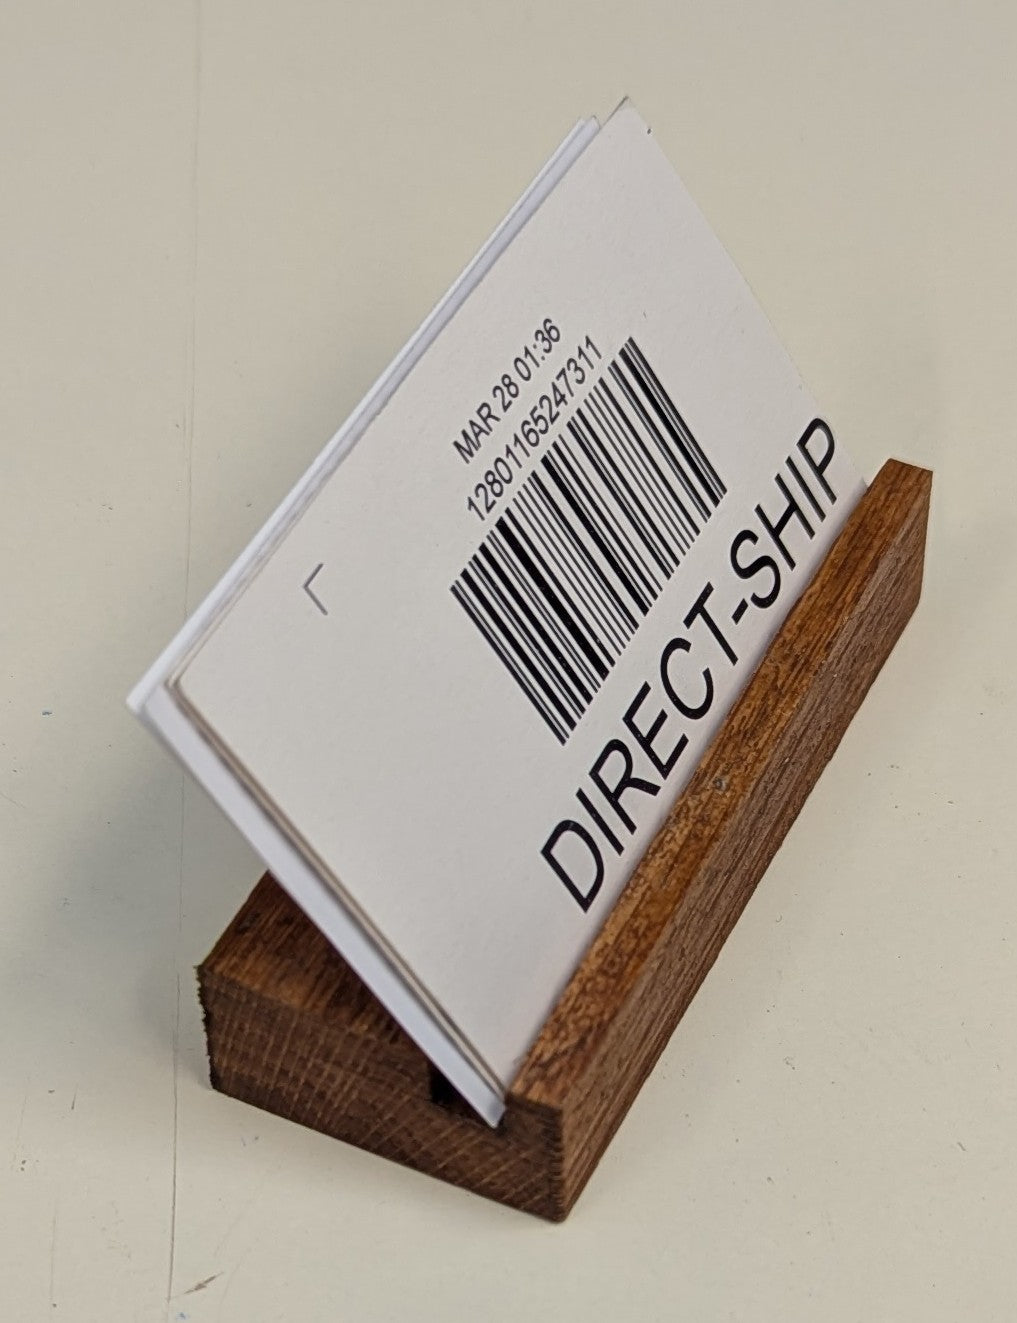 MAR 28 01:36
12801165247311
DIRECT-SHIP